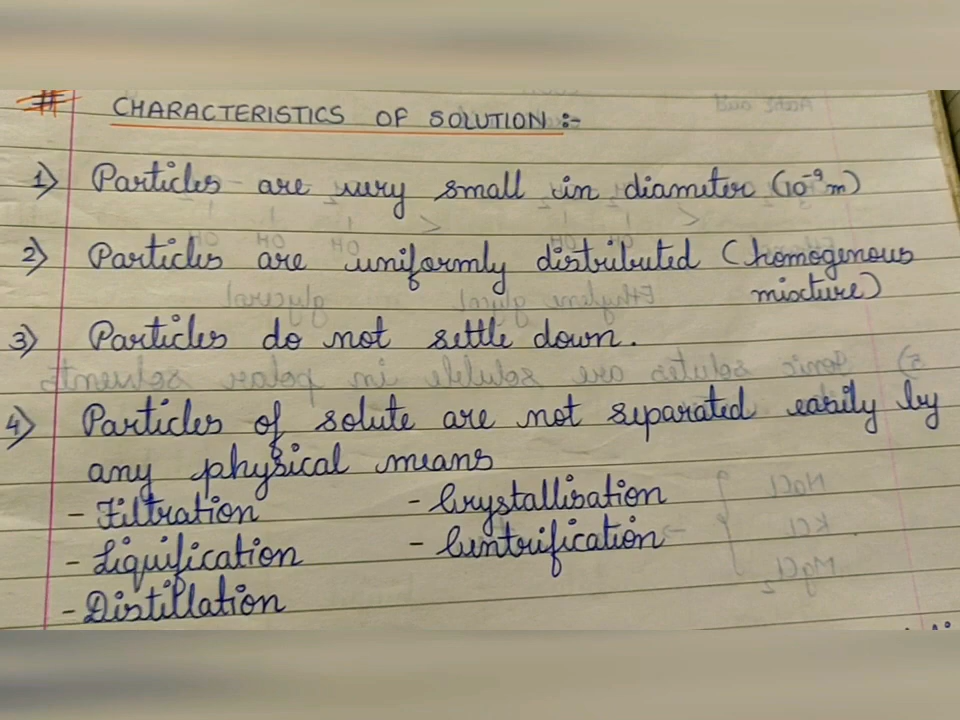 # CHARACTERISTICS OF SOLUTION :-
1) Particles are very small in diameter (10⁻⁹ m)
2) Particles are uniformly distributed (homogenous
mixture)
3) Particles do not settle down.
4) Particles of solute are not separated easily by
any physical means
- Filtration - Crystallisation
- Liquification - Centrification
- Distillation